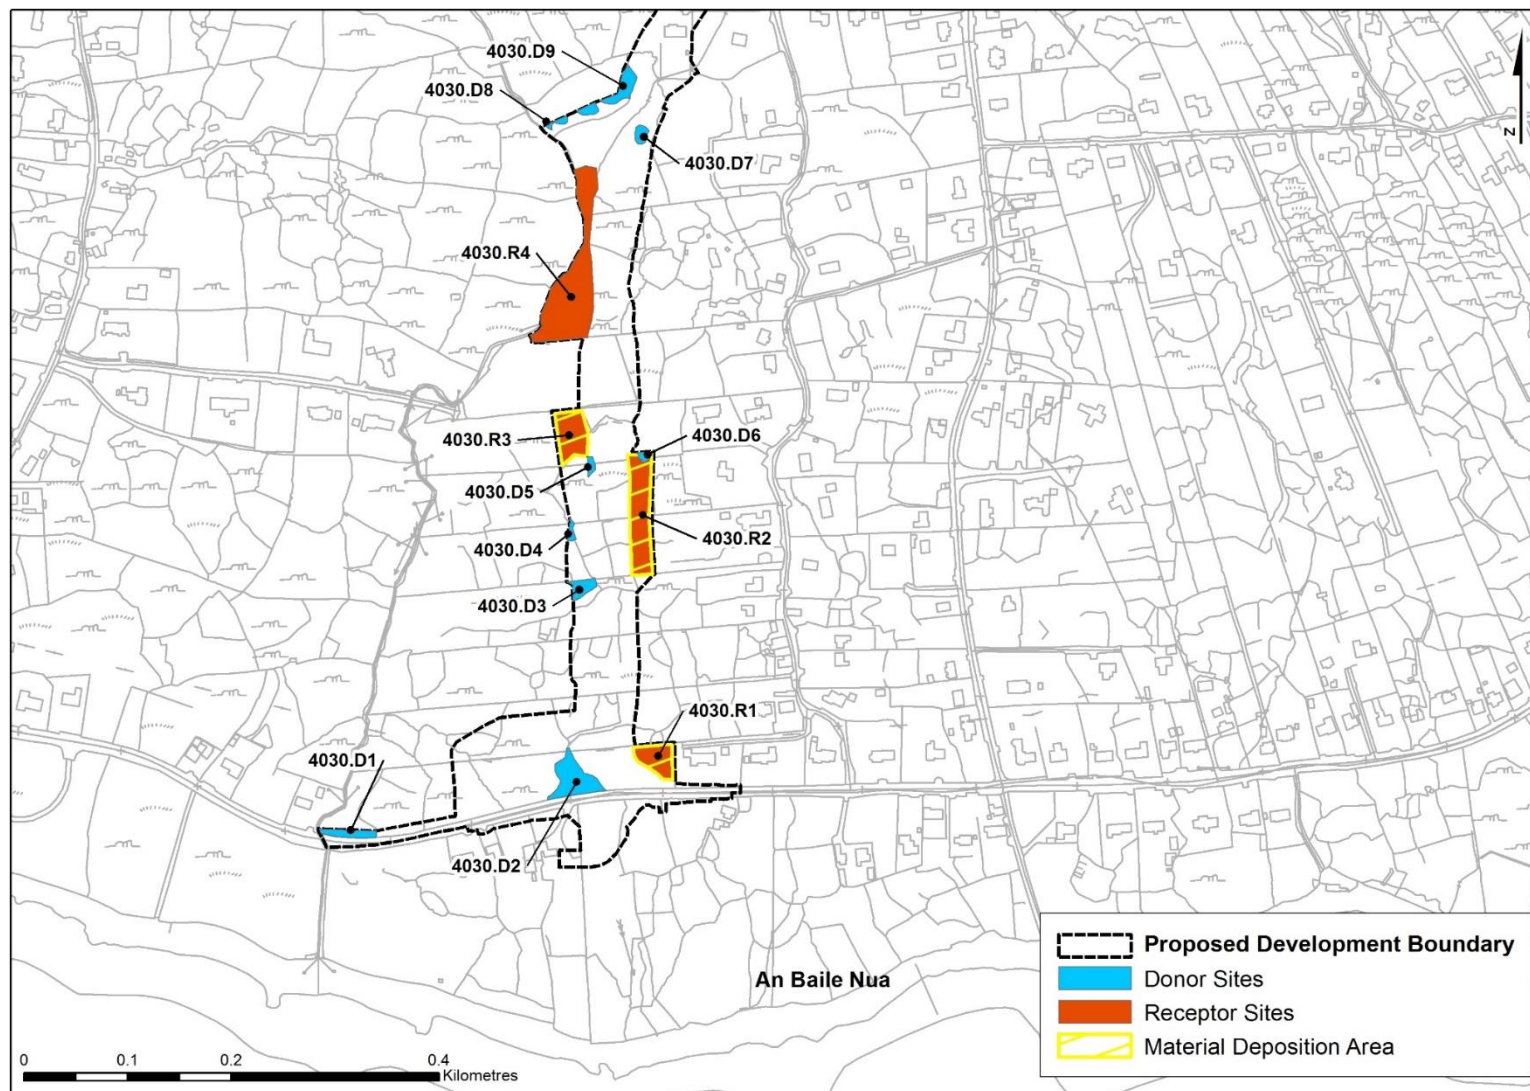 4030.D9
4030.D8
4030.D7
4030.R4
4030.R3
4030.D6
4030.D5
4030.R2
4030.D4
4030.D3
4030.R1
4030.D1
4030.D2
An Baile Nua
Proposed Development Boundary
Donor Sites
Receptor Sites
Material Deposition Area
0 0.1 0.2 0.4
Kilometres
N